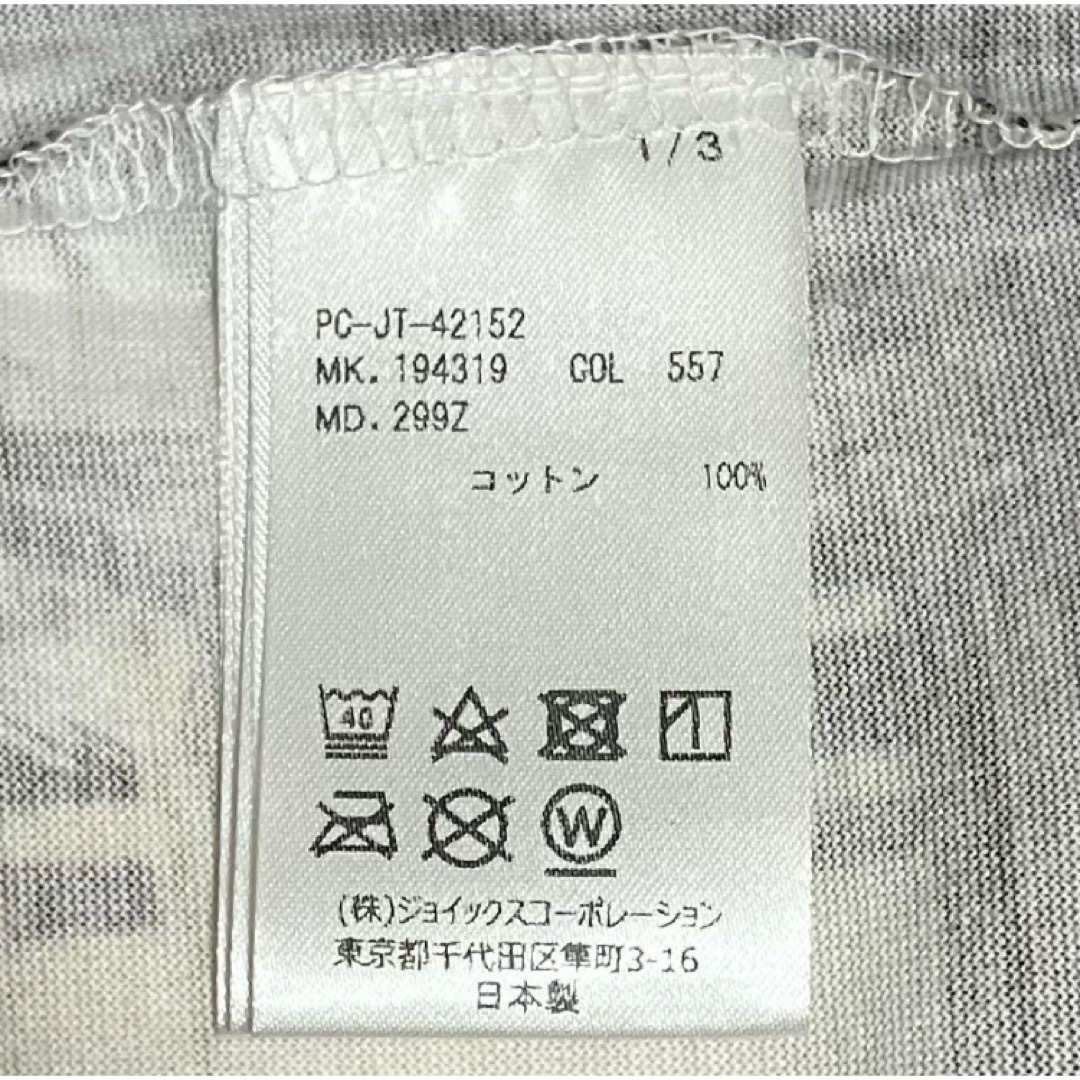 1/3
PC-JT-42152
MK. 194319 COL 557
MD. 299Z
コットン 100%
40
W
(株)ジョイックスコーポレーション
東京都千代田区隼町3-16
日本製